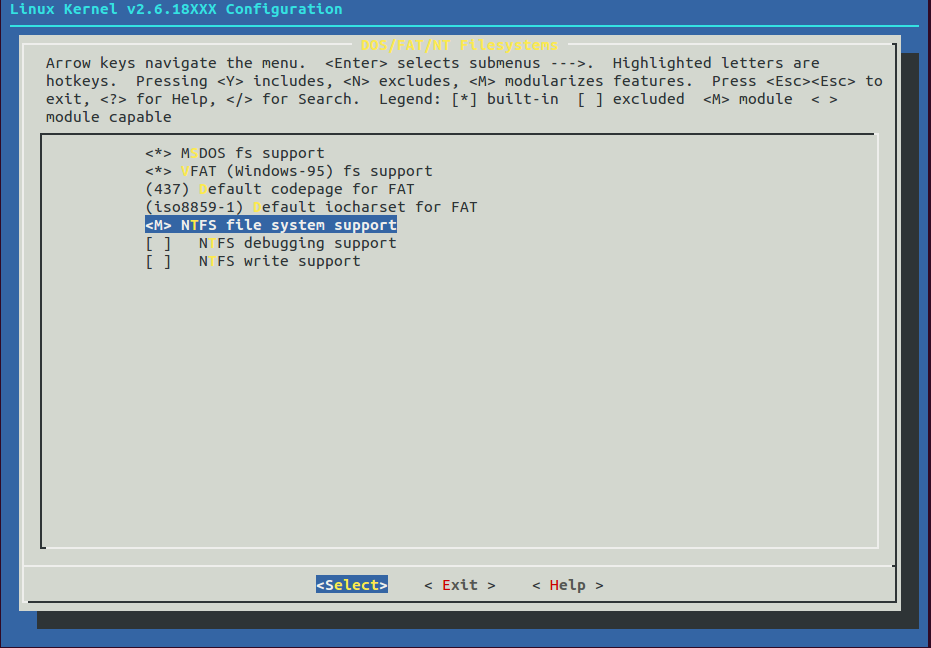 Linux Kernel v2.6.18XXX Configuration
DOS/FAT/NT Filesystems
Arrow keys navigate the menu.  <Enter> selects submenus --->.  Highlighted letters are
hotkeys.  Pressing <Y> includes, <N> excludes, <M> modularizes features.  Press <Esc><Esc> to
exit, <?> for Help, </> for Search.  Legend: [*] built-in  [ ] excluded  <M> module  < >
module capable
<*> MSDOS fs support
<*> VFAT (Windows-95) fs support
(437) Default codepage for FAT
(iso8859-1) Default iocharset for FAT
<M> NTFS file system support
[ ]   NTFS debugging support
[ ]   NTFS write support
<Select>    < Exit >    < Help >